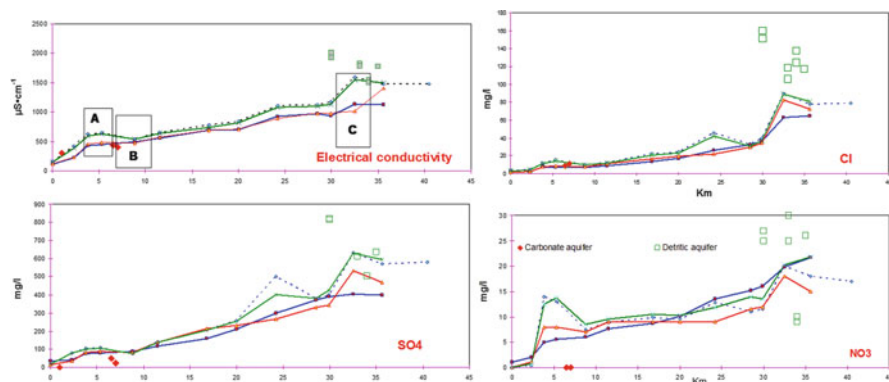 2500
2000
1500
1000
500
0
µS•cm⁻¹
A
B
C
Electrical conductivity
0 5 10 15 20 25 30 35 40 45
180
160
140
120
100
80
60
40
20
0
mg/l
Cl
0 5 10 15 20 25 30 35 40 45
Km
900
800
700
600
500
400
300
200
100
0
mg/l
SO4
0 5 10 15 20 25 30 35 40 45
30
25
20
15
10
5
0
mg/l
Carbonate aquifer
Detritic aquifer
NO3
0 5 10 15 20 25 30 35 40 45
Km